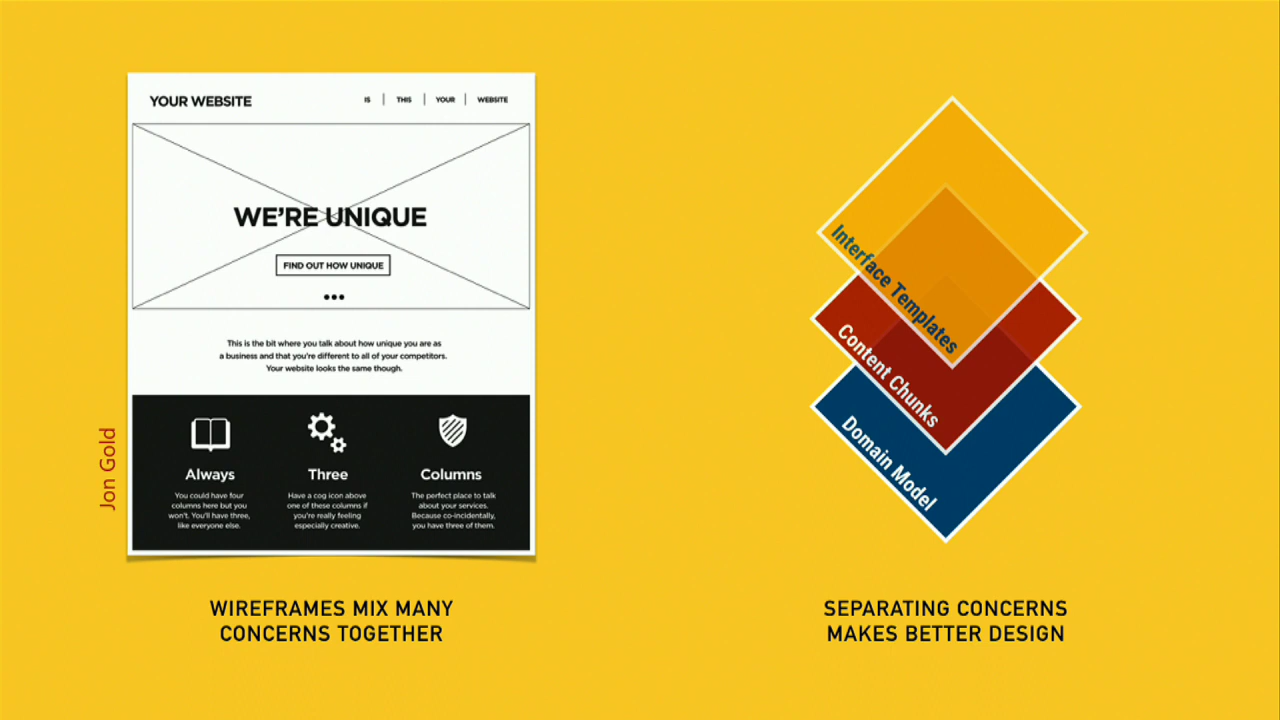 YOUR WEBSITE
IS THIS YOUR WEBSITE
WE'RE UNIQUE
FIND OUT HOW UNIQUE
This is the bit where you talk about how unique you are as
a business and that you're different to all of your competitors.
Your website looks the same though.
Always
You could have four
columns here but you
won't. You'll have three,
like everyone else.
Three
Have a cog icon above
one of these columns if
you're really feeling
especially creative.
Columns
The perfect place to talk
about your services.
Because co-incidentally,
you have three of them.
Jon Gold
WIREFRAMES MIX MANY
CONCERNS TOGETHER
Interface Templates
Content Chunks
Domain Model
SEPARATING CONCERNS
MAKES BETTER DESIGN